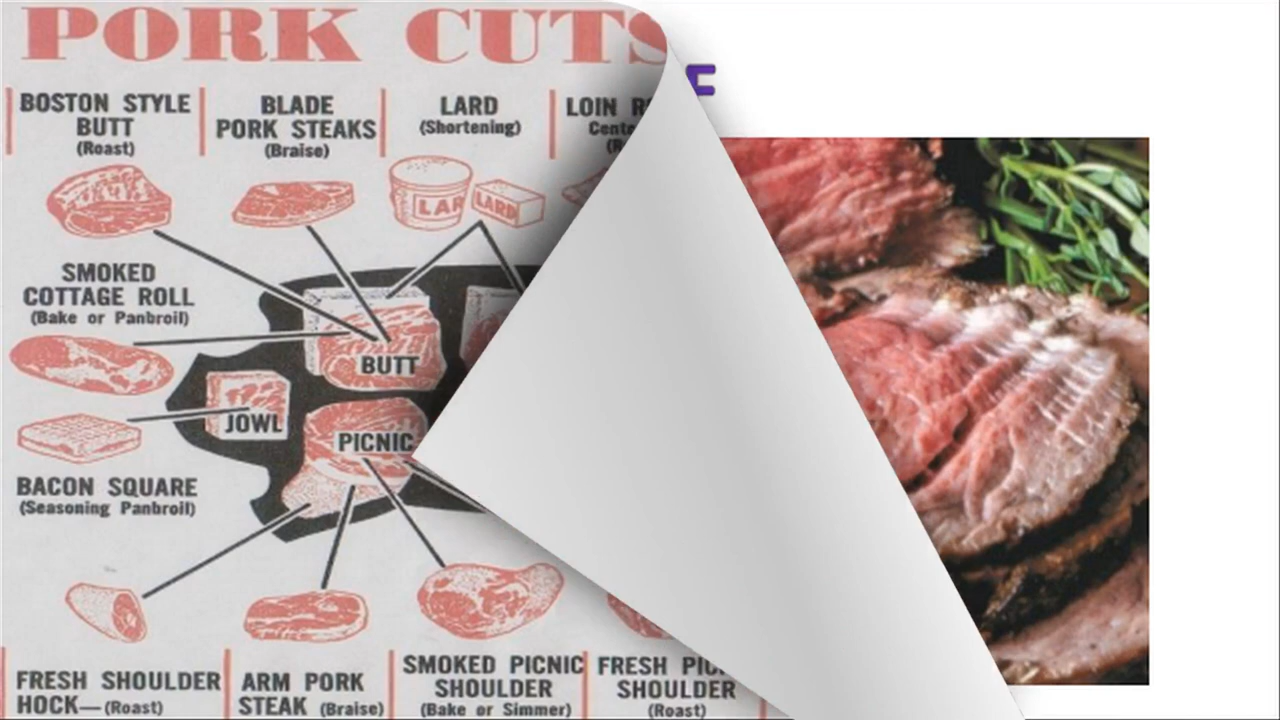 PORK CUTS
BOSTON STYLE
BUTT
(Roast)
BLADE
PORK STEAKS
(Braise)
LARD
(Shortening)
LOIN
LARD
LARD
SMOKED
COTTAGE ROLL
(Bake or Panbroil)
BUTT
JOWL
PICNIC
BACON SQUARE
(Seasoning Panbroil)
FRESH SHOULDER
HOCK—(Roast)
ARM PORK
STEAK (Braise)
SMOKED PICNIC
SHOULDER
(Bake or Simmer)
FRESH
SHOULDER
(Roast)